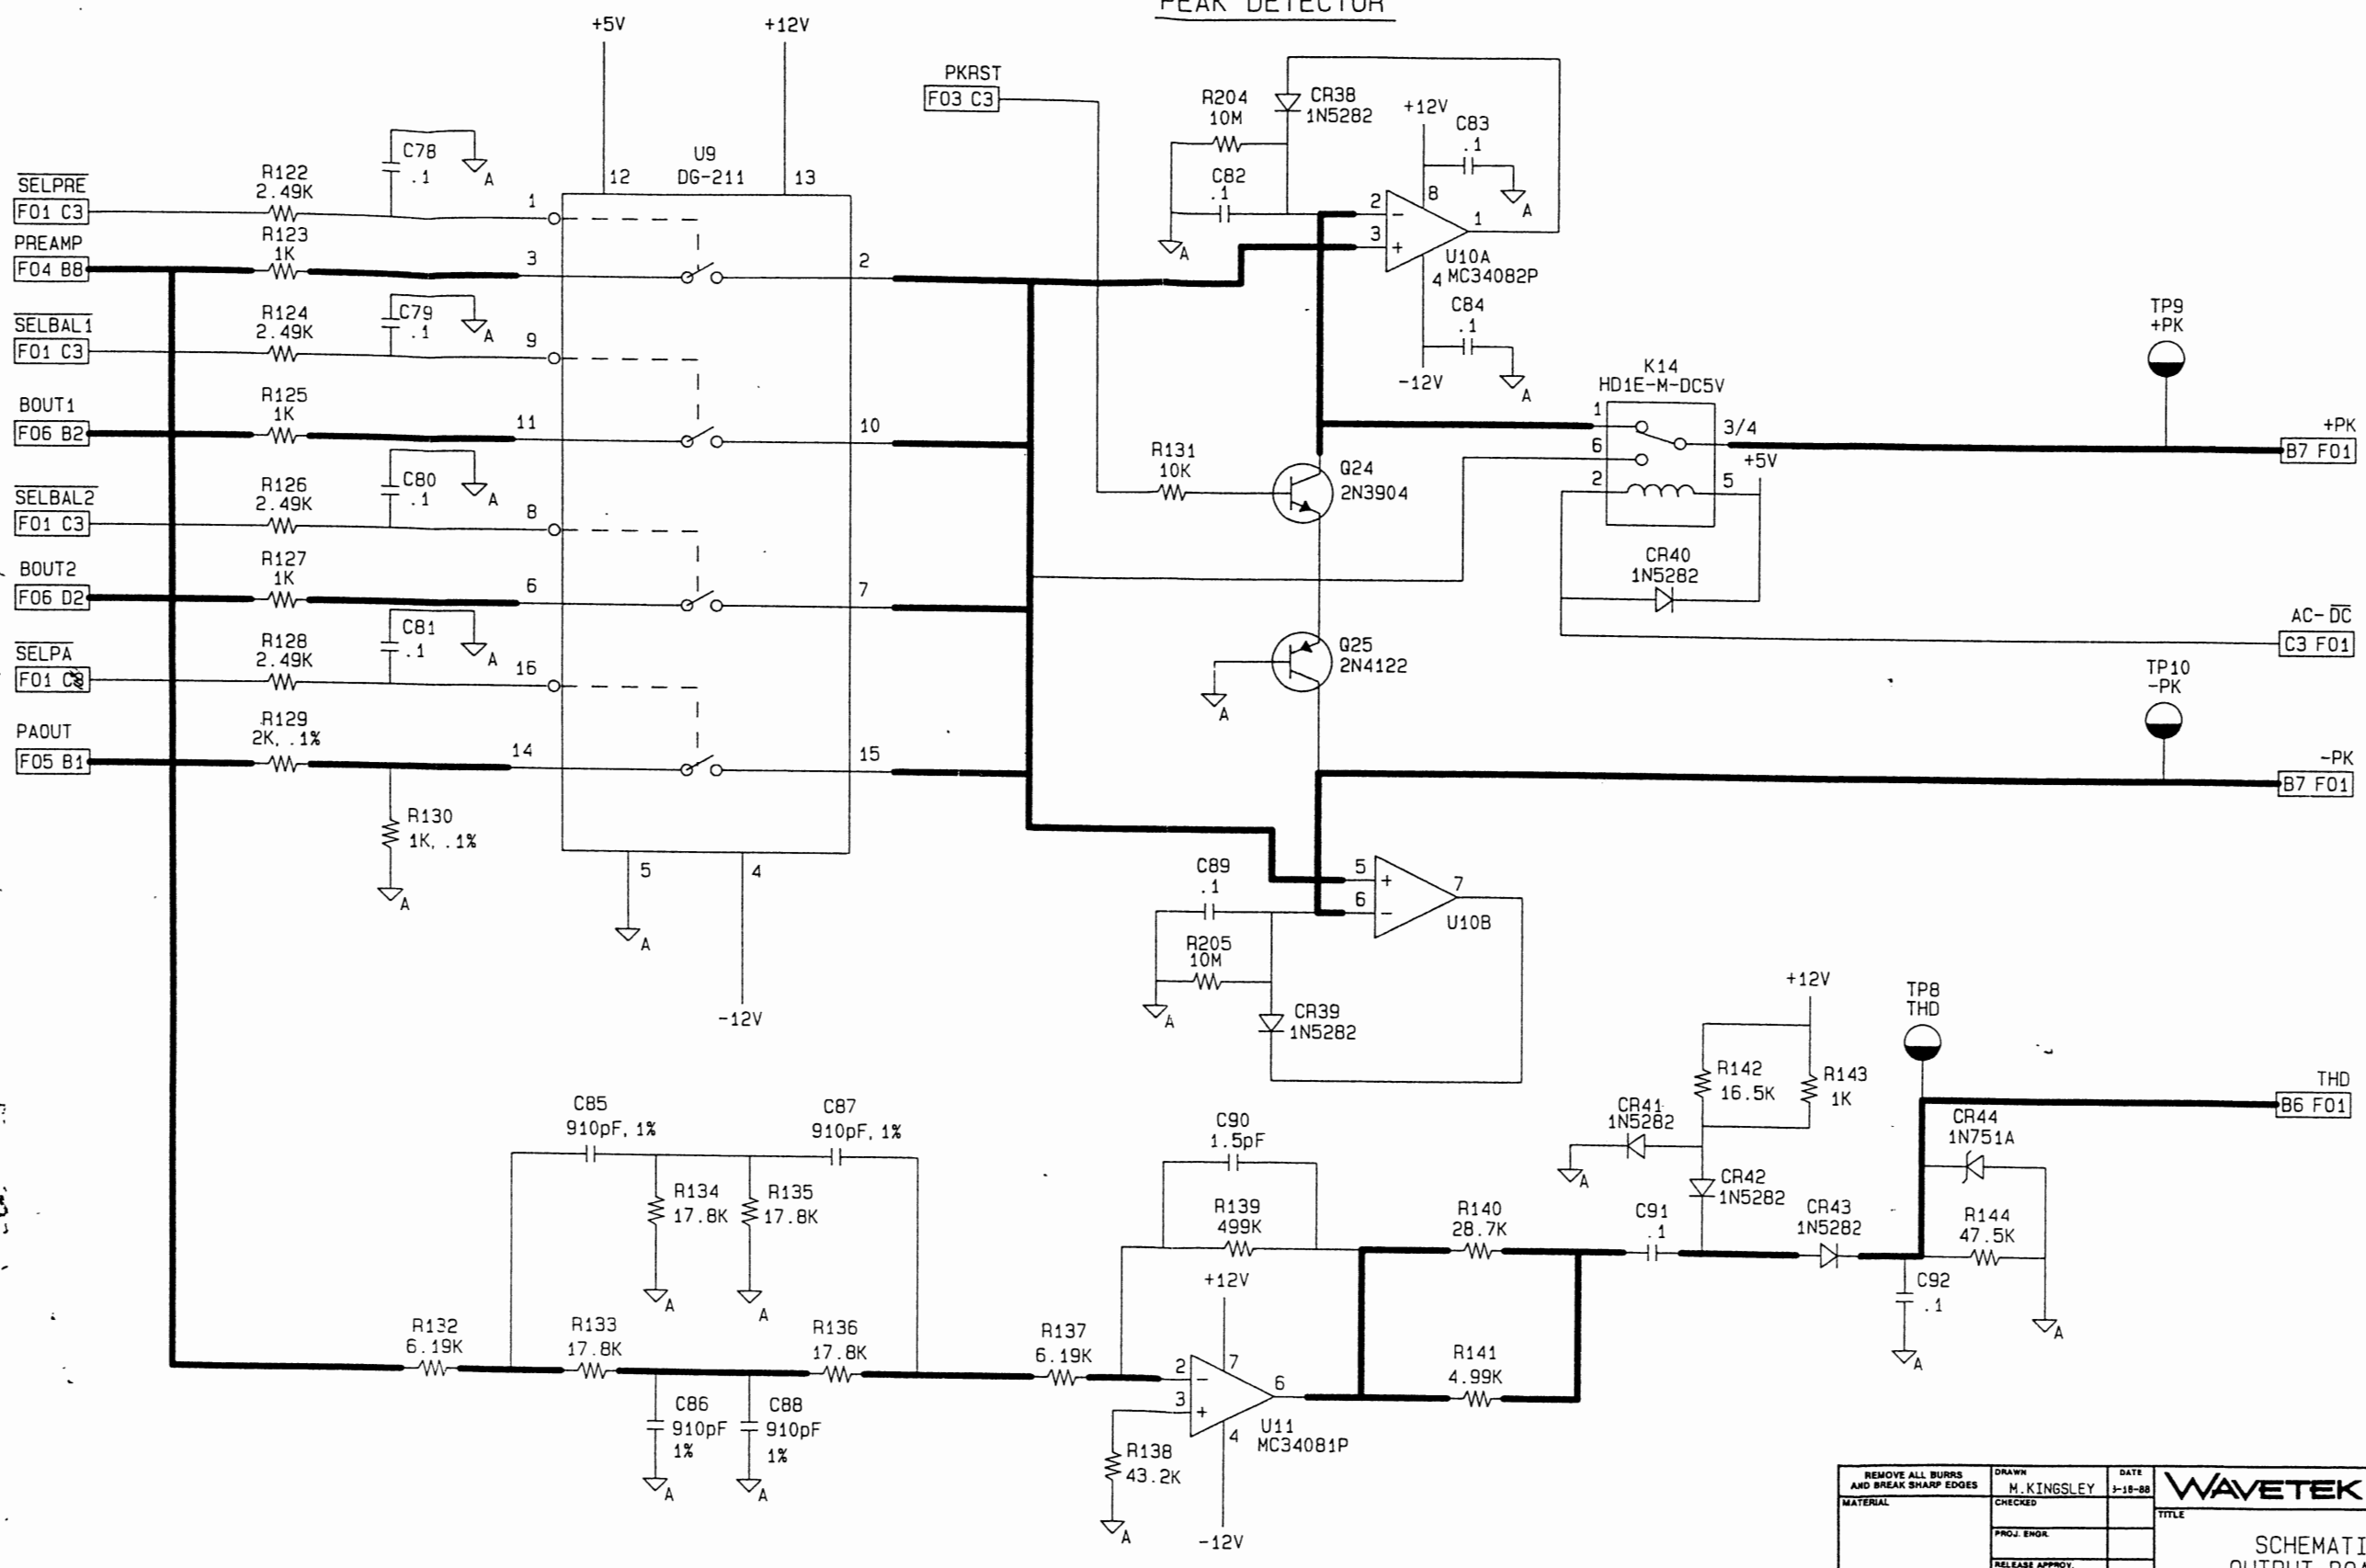 PEAK DETECTOR
+5V
+12V
PKRST
F03 C3
U9
DG-211
12
13
SELPRE
F01 C3
R122
2.49K
C78
.1
A
1
PREAMP
F04 B8
R123
1K
3
2
SELBAL1
F01 C3
R124
2.49K
C79
.1
A
9
BOUT1
F06 B2
R125
1K
11
10
SELBAL2
F01 C3
R126
2.49K
C80
.1
A
8
BOUT2
F06 D2
R127
1K
6
7
SELPA
F01
R128
2.49K
C81
.1
A
16
PAOUT
F05 B1
R129
2K, .1%
14
15
R130
1K, .1%
A
5
4
A
-12V
R204
10M
CR38
1N5282
C82
.1
A
+12V
C83
.1
A
8
2
-
3
+
1
U10A
MC34082P
4
C84
.1
A
-12V
R131
10K
Q24
2N3904
Q25
2N4122
A
K14
HD1E-M-DC5V
1
6
2
3/4
+5V
5
CR40
1N5282
TP9
+PK
+PK
B7 F01
AC-DC
C3 F01
TP10
-PK
-PK
B7 F01
C89
.1
R205
10M
A
CR39
1N5282
5
+
6
-
7
U10B
C85
910pF, 1%
C87
910pF, 1%
R134
17.8K
R135
17.8K
A
A
R132
6.19K
R133
17.8K
R136
17.8K
C86
910pF
1%
C88
910pF
1%
A
A
R137
6.19K
C90
1.5pF
R139
499K
+12V
7
2
-
3
+
6
4
U11
MC34081P
R138
43.2K
A
-12V
R140
28.7K
R141
4.99K
C91
.1
+12V
R142
16.5K
R143
1K
CR41
1N5282
A
CR42
1N5282
CR43
1N5282
TP8
THD
THD
B6 F01
CR44
1N751A
R144
47.5K
C92
.1
A
A
REMOVE ALL BURRS
AND BREAK SHARP EDGES
MATERIAL
DRAWN
M.KINGSLEY
DATE
3-18-88
CHECKED
PROJ. ENGR.
RELEASE APPROV.
WAVETEK
TITLE
SCHEMATI